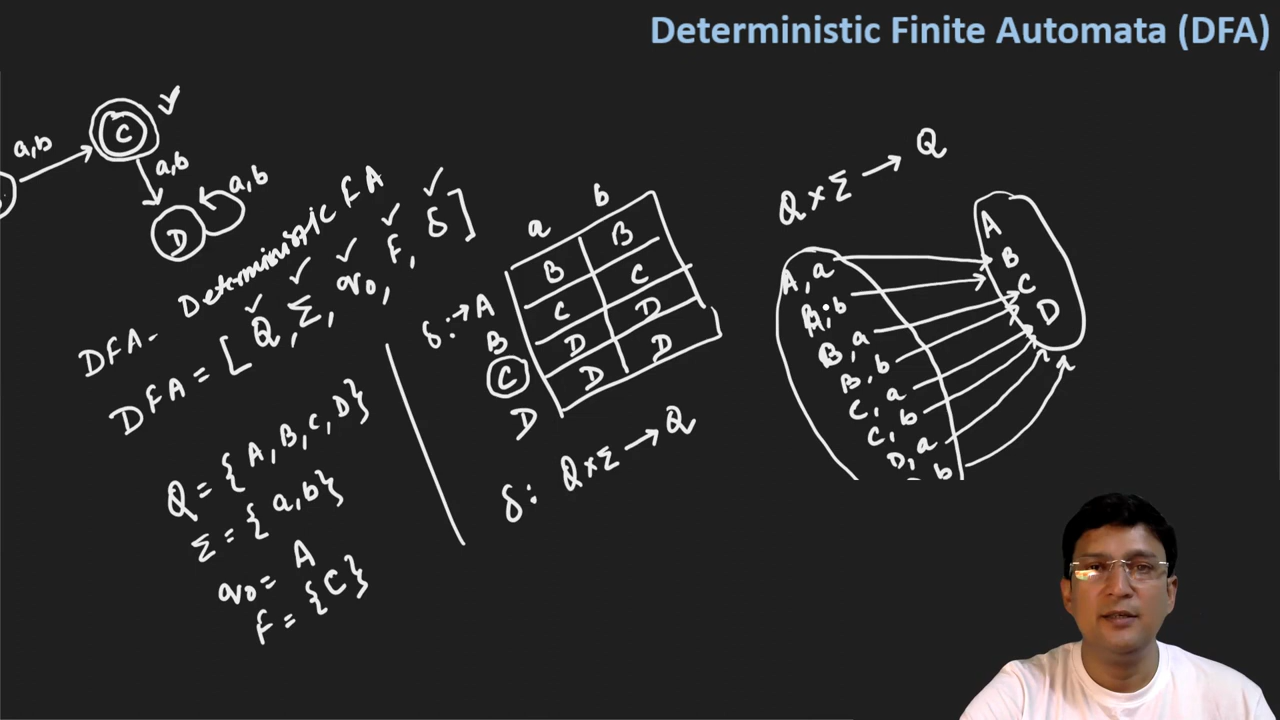 Deterministic Finite Automata (DFA)
a,b
C
a,b
a,b
D
DFA- Deterministic FA
DFA = [Q, Σ, q0, F, δ]
Q = {A, B, C, D}
Σ = {a, b}
q0 = A
F = {C}
a b
δ:→ A B B
B C C
C D D
D D D
δ: Q×Σ → Q
Q×Σ → Q
A, a
B, a
B, b
C, a
C, b
D, a
b
A
B
C
D